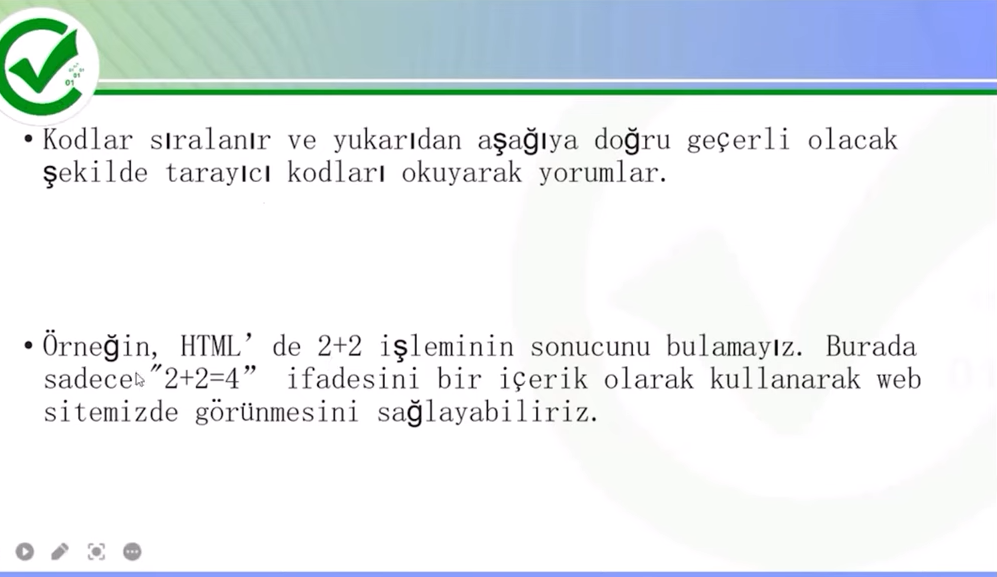 • Kodlar sıralanır ve yukarıdan aşağıya doğru geçerli olacak
şekilde tarayıcı kodları okuyarak yorumlar.
• Örneğin, HTML’ de 2+2 işleminin sonucunu bulamayız. Burada
sadece ″2+2=4” ifadesini bir içerik olarak kullanarak web
sitemizde görünmesini sağlayabiliriz.